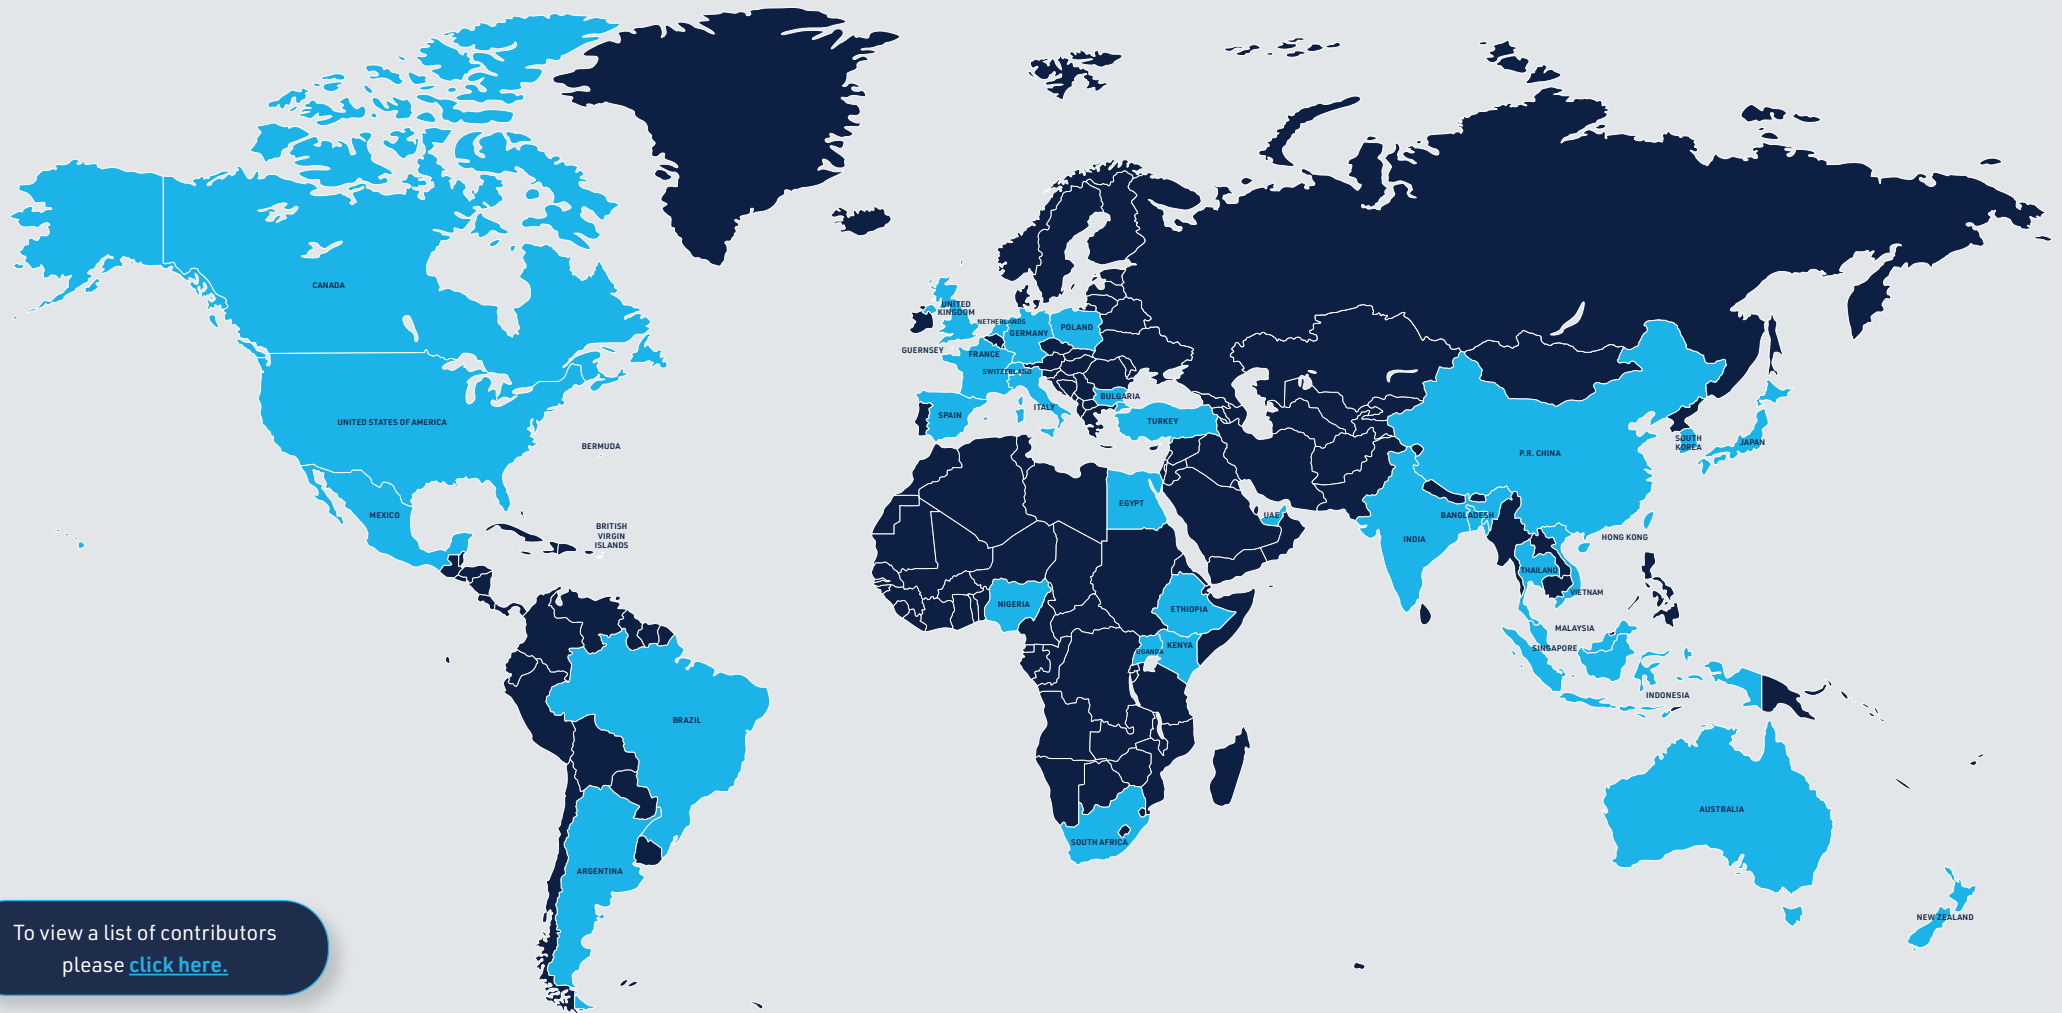 CANADA
UNITED STATES OF AMERICA
BERMUDA
MEXICO
BRITISH
VIRGIN
ISLANDS
BRAZIL
ARGENTINA
UNITED
KINGDOM
NETHERLANDS
POLAND
GERMANY
GUERNSEY
FRANCE
SWITZERLAND
BULGARIA
ITALY
SPAIN
TURKEY
EGYPT
UAE
NIGERIA
ETHIOPIA
KENYA
UGANDA
SOUTH AFRICA
SOUTH
KOREA
JAPAN
P.R. CHINA
BANGLADESH
INDIA
HONG KONG
THAILAND
VIETNAM
MALAYSIA
SINGAPORE
INDONESIA
AUSTRALIA
NEW ZEALAND
To view a list of contributors
please click here.